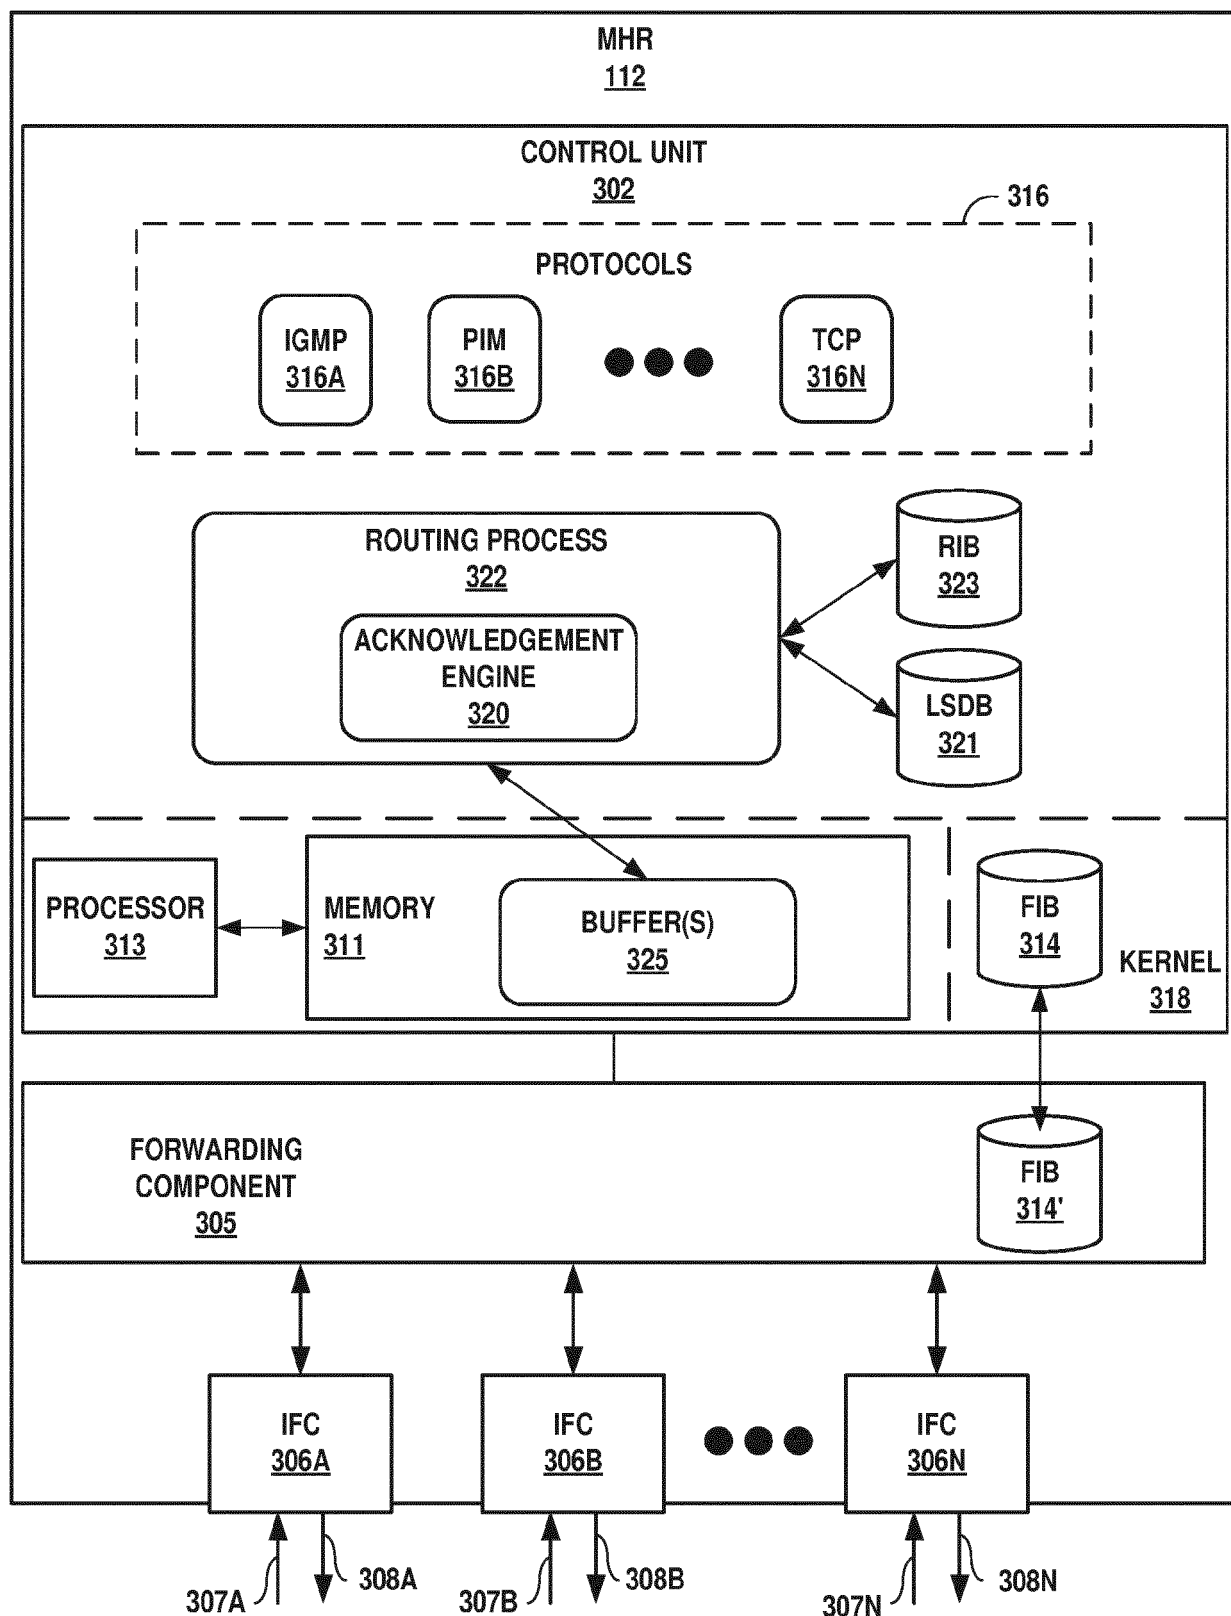 MHR
112
CONTROL UNIT
302
316
PROTOCOLS
IGMP
316A
PIM
316B
TCP
316N
ROUTING PROCESS
322
ACKNOWLEDGEMENT
ENGINE
320
RIB
323
LSDB
321
PROCESSOR
313
MEMORY
311
BUFFER(S)
325
FIB
314
KERNEL
318
FORWARDING
COMPONENT
305
FIB
314'
IFC
306A
IFC
306B
IFC
306N
307A
308A
307B
308B
307N
308N